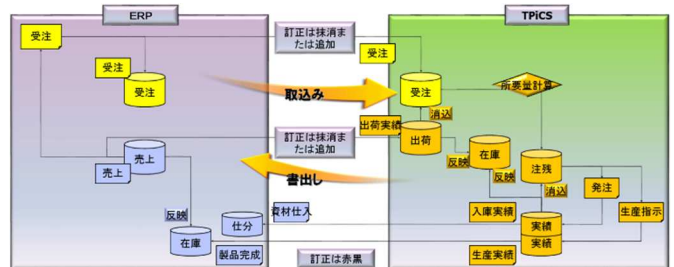 ERP
TPiCS
受注
訂正は抹消ま
たは追加
受注
受注
受注
取込み
受注
所要量計算
消込
出荷実績
出荷
訂正は抹消ま
たは追加
売上
売上
在庫
反映
反映
注残
消込
発注
書出し
反映
資材仕入
仕分
入庫実績
実績
生産指示
在庫
製品完成
生産実績
実績
訂正は赤黒